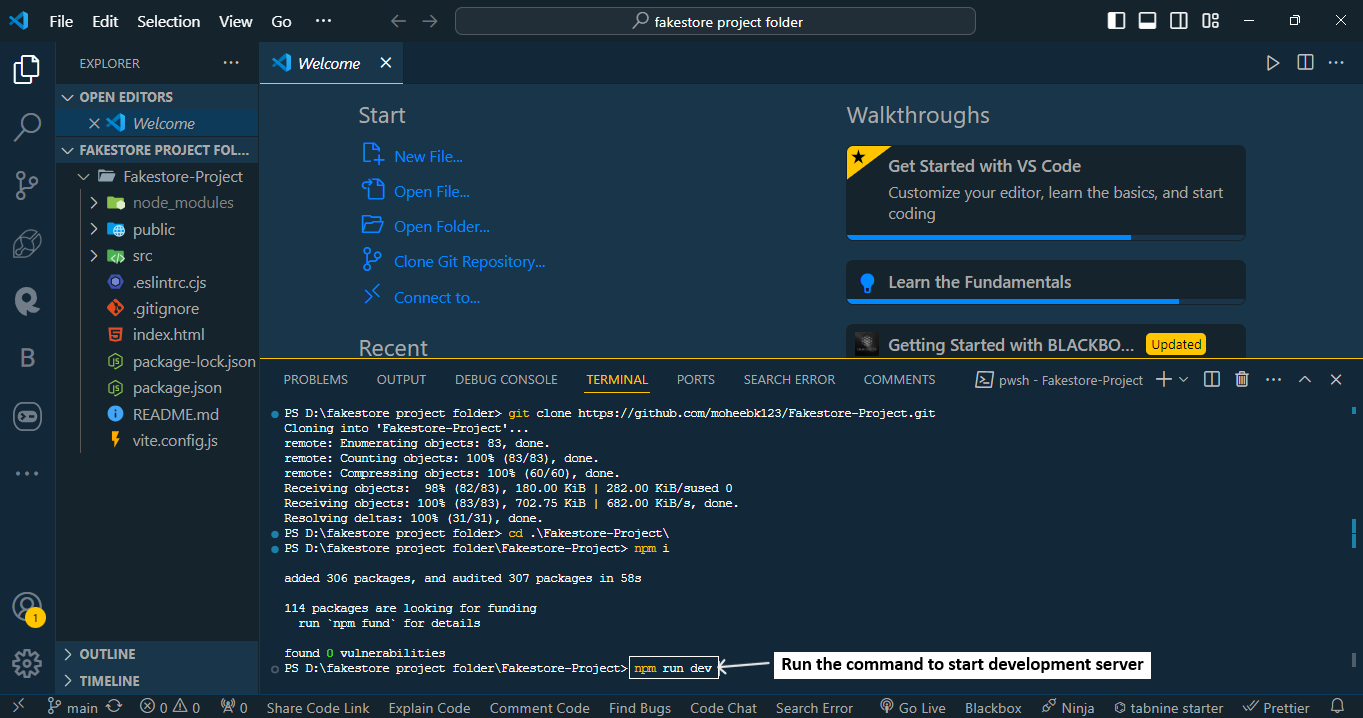 File Edit Selection View Go ··· fakestore project folder
EXPLORER ···
OPEN EDITORS
Welcome
FAKESTORE PROJECT FOL...
Fakestore-Project
node_modules
public
src
.eslintrc.cjs
.gitignore
index.html
package-lock.json
package.json
README.md
vite.config.js
OUTLINE
TIMELINE
B
1
Welcome
Start
New File...
Open File...
Open Folder...
Clone Git Repository...
Connect to...
Recent
Walkthroughs
Get Started with VS Code
Customize your editor, learn the basics, and start
coding
Learn the Fundamentals
Getting Started with BLACKBO... Updated
PROBLEMS OUTPUT DEBUG CONSOLE TERMINAL PORTS SEARCH ERROR COMMENTS pwsh - Fakestore-Project
PS D:\fakestore project folder> git clone https://github.com/moheebk123/Fakestore-Project.git
Cloning into 'Fakestore-Project'...
remote: Enumerating objects: 83, done.
remote: Counting objects: 100% (83/83), done.
remote: Compressing objects: 100% (60/60), done.
Receiving objects:  98% (82/83), 180.00 KiB | 282.00 KiB/sused 0
Receiving objects: 100% (83/83), 702.75 KiB | 682.00 KiB/s, done.
Resolving deltas: 100% (31/31), done.
PS D:\fakestore project folder> cd .\Fakestore-Project\
PS D:\fakestore project folder\Fakestore-Project> npm i
added 306 packages, and audited 307 packages in 58s
114 packages are looking for funding
run `npm fund` for details
found 0 vulnerabilities
PS D:\fakestore project folder\Fakestore-Project> npm run dev
Run the command to start development server
main 0 0 0 Share Code Link Explain Code Comment Code Find Bugs Code Chat Search Error Go Live Blackbox Ninja tabnine starter Prettier